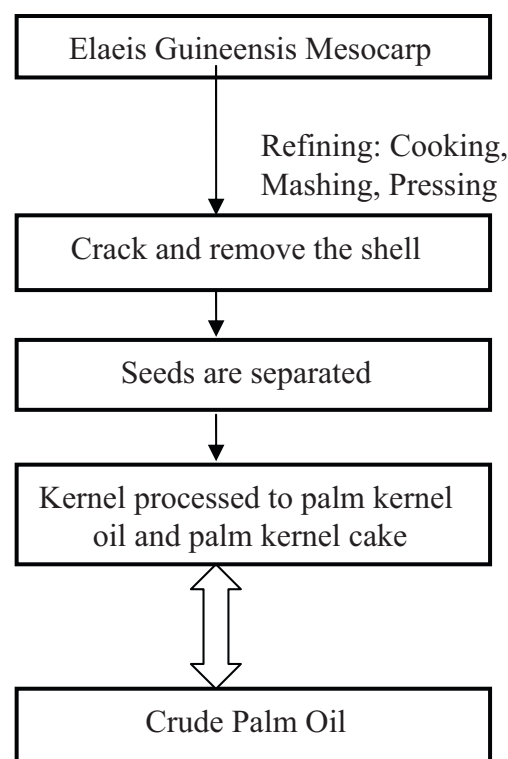 Elaeis Guineensis Mesocarp
Refining: Cooking,
Mashing, Pressing
Crack and remove the shell
Seeds are separated
Kernel processed to palm kernel
oil and palm kernel cake
Crude Palm Oil